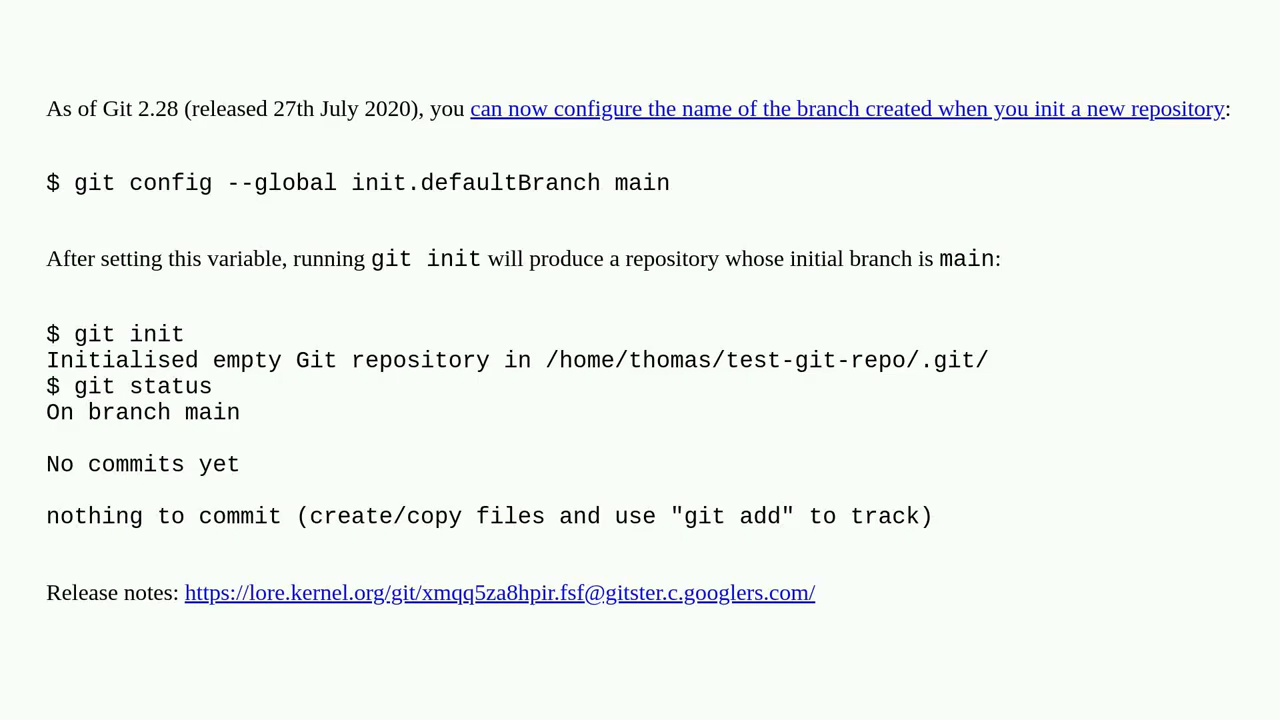 As of Git 2.28 (released 27th July 2020), you can now configure the name of the branch created when you init a new repository:
$ git config --global init.defaultBranch main
After setting this variable, running git init will produce a repository whose initial branch is main:
$ git init
Initialised empty Git repository in /home/thomas/test-git-repo/.git/
$ git status
On branch main
No commits yet
nothing to commit (create/copy files and use "git add" to track)
Release notes: https://lore.kernel.org/git/xmqq5za8hpir.fsf@gitster.c.googlers.com/